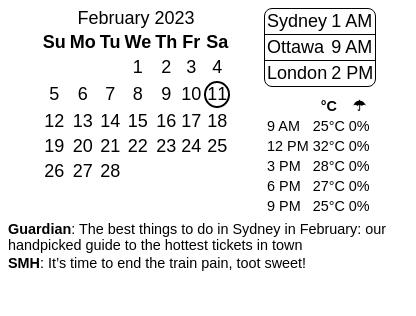 February 2023
Su Mo Tu We Th Fr Sa
1 2 3 4
5 6 7 8 9 10 11
12 13 14 15 16 17 18
19 20 21 22 23 24 25
26 27 28
Sydney 1 AM
Ottawa 9 AM
London 2 PM
°C ☂
9 AM 25°C 0%
12 PM 32°C 0%
3 PM 28°C 0%
6 PM 27°C 0%
9 PM 25°C 0%
Guardian: The best things to do in Sydney in February: our
handpicked guide to the hottest tickets in town
SMH: It’s time to end the train pain, toot sweet!